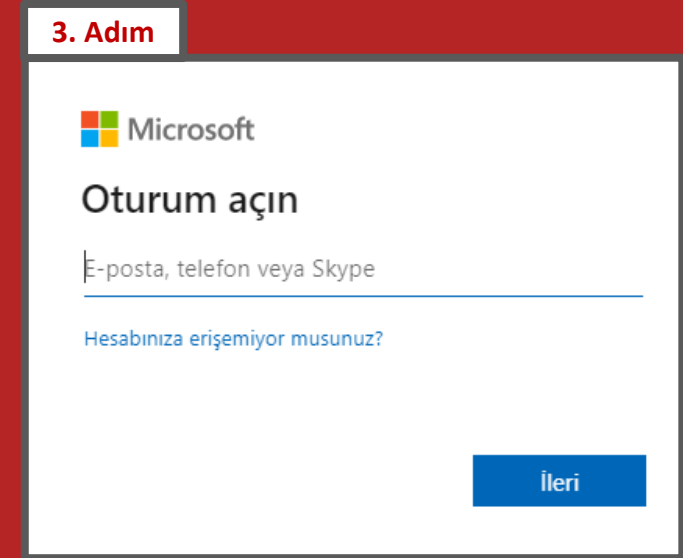 3. Adım
Microsoft
Oturum açın
E-posta, telefon veya Skype
Hesabınıza erişemiyor musunuz?
İleri